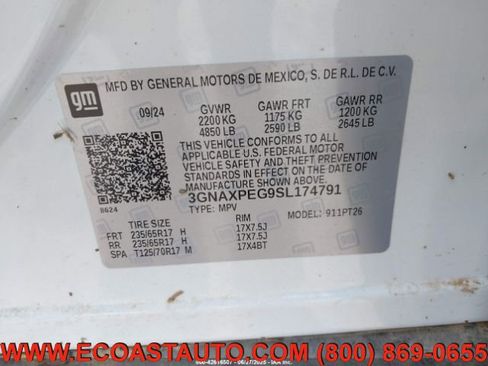 gm
MFD BY GENERAL MOTORS DE MEXICO, S. DE R.L. DE C.V.
09/24 GVWR GAWR FRT GAWR RR
2200 KG 1175 KG 1200 KG
4850 LB 2590 LB 2645 LB
THIS VEHICLE CONFORMS TO ALL
APPLICABLE U.S. FEDERAL MOTOR
VEHICLE SAFETY AND THEFT PREVENTION
STANDARDS IN EFFECT ON THE DATE OF
MANUFACTURE SHOWN ABOVE.
3GNAXPEG9SL174791
8624 TYPE: MPV MODEL: 911PT26
TIRE SIZE RIM
FRT 235/65R17 H 17X7.5J
RR 235/65R17 H 17X7.5J
SPA T125/70R17 M 17X4BT
WWW.ECOASTAUTO.COM (800) 869-0655